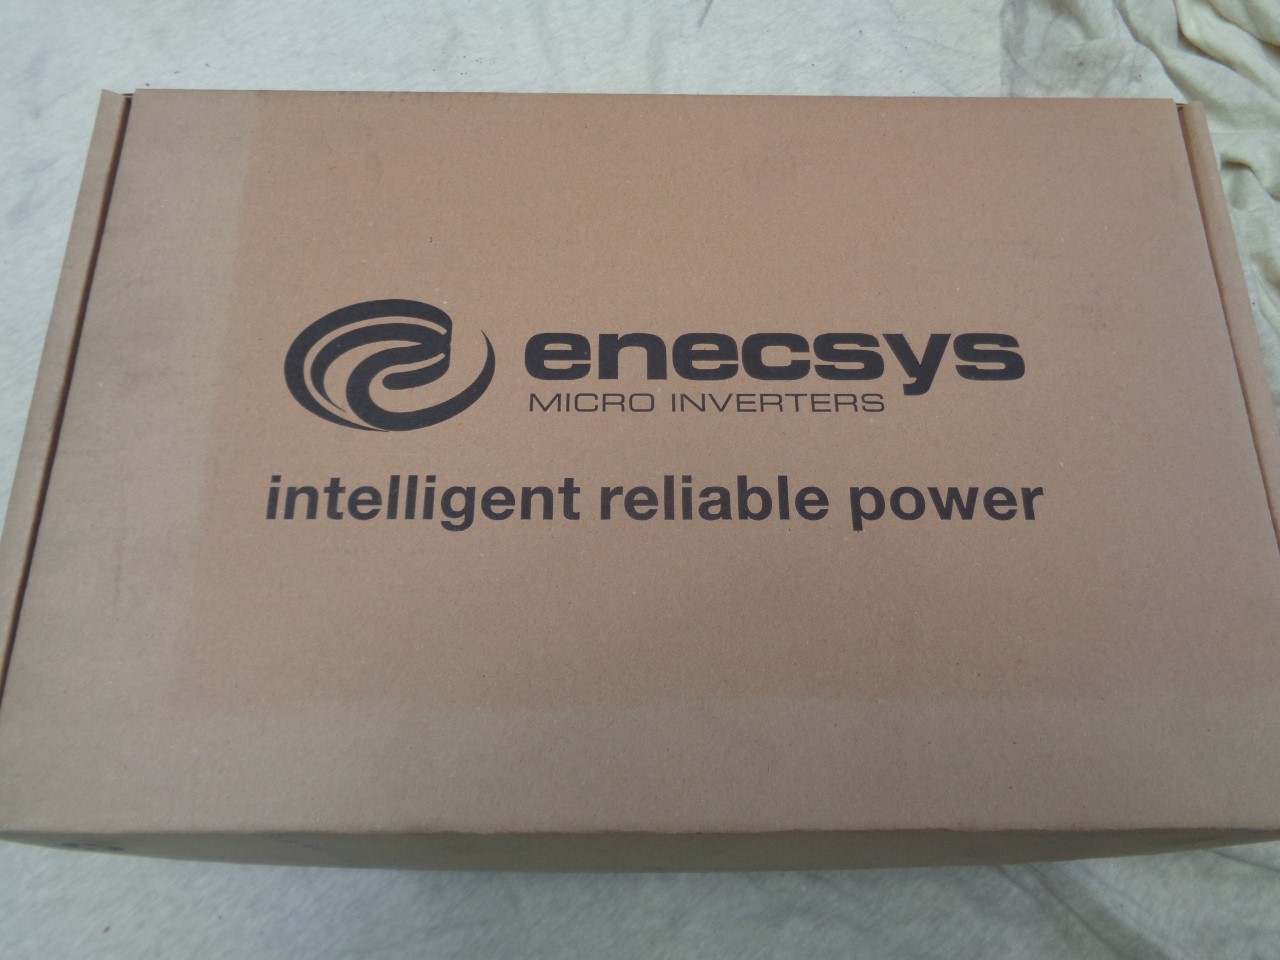 enecsys
MICRO INVERTERS
intelligent reliable power